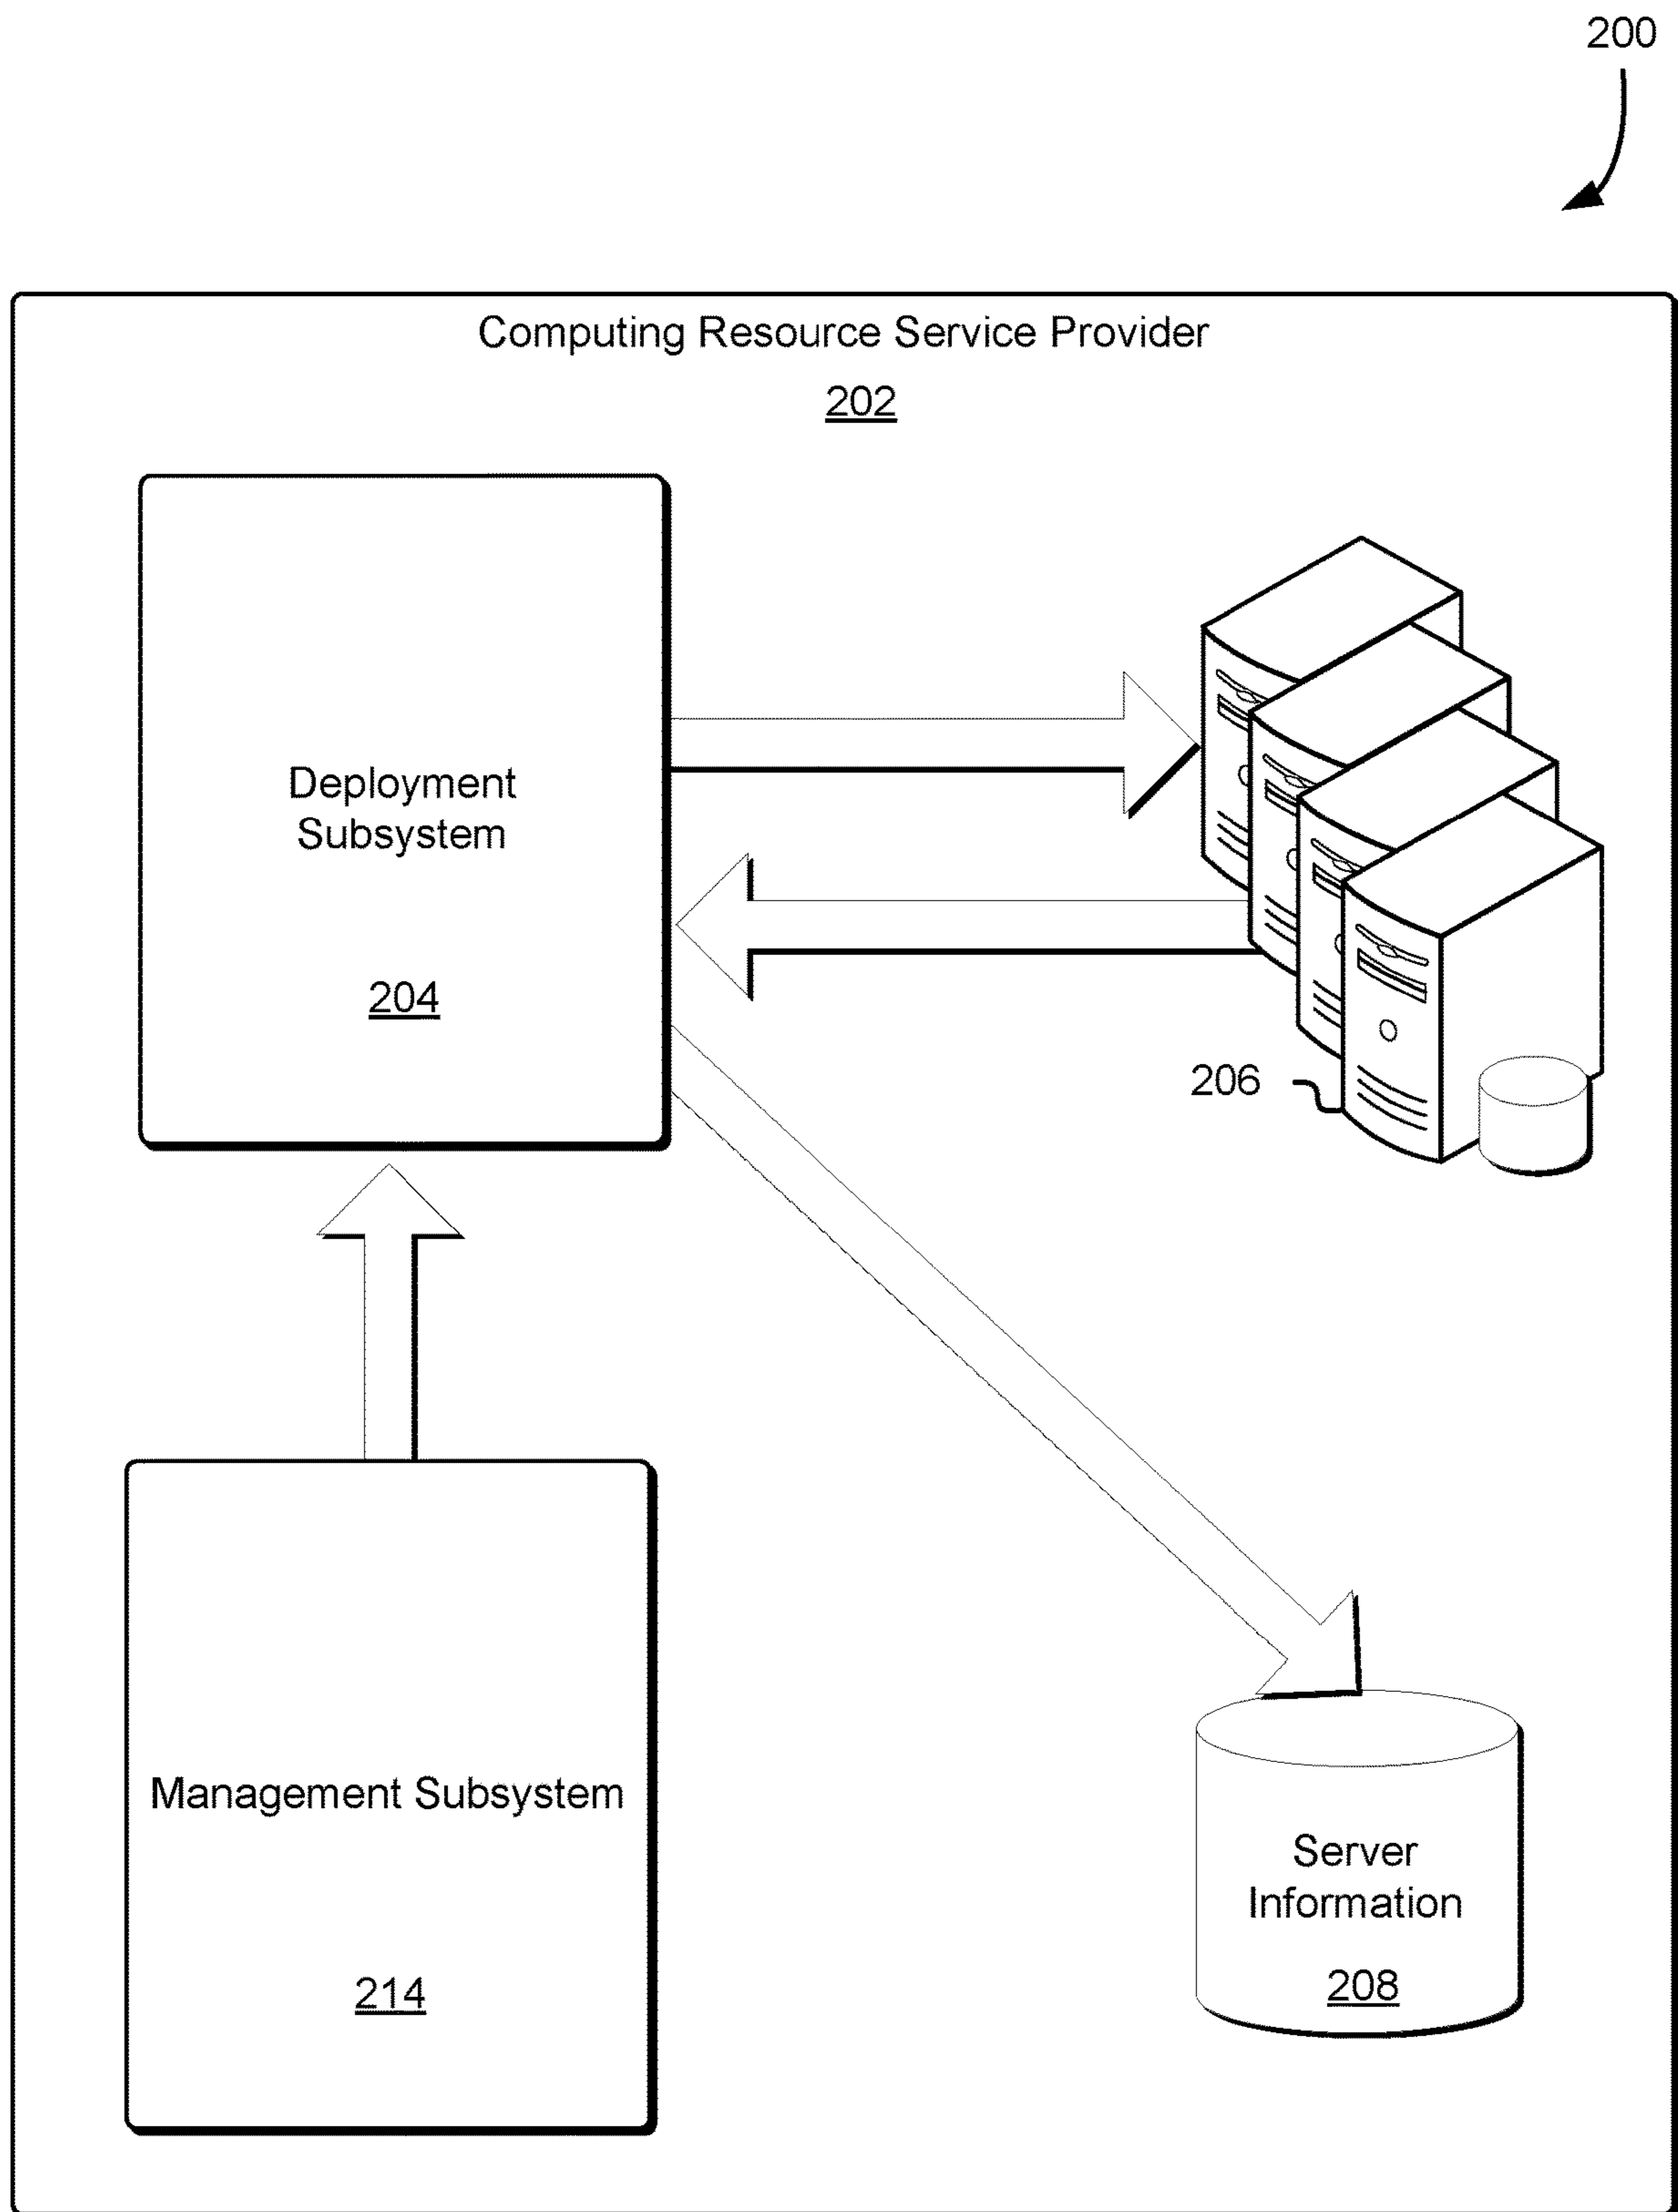 200
Computing Resource Service Provider
202
Deployment
Subsystem
204
206
Management Subsystem
214
Server
Information
208